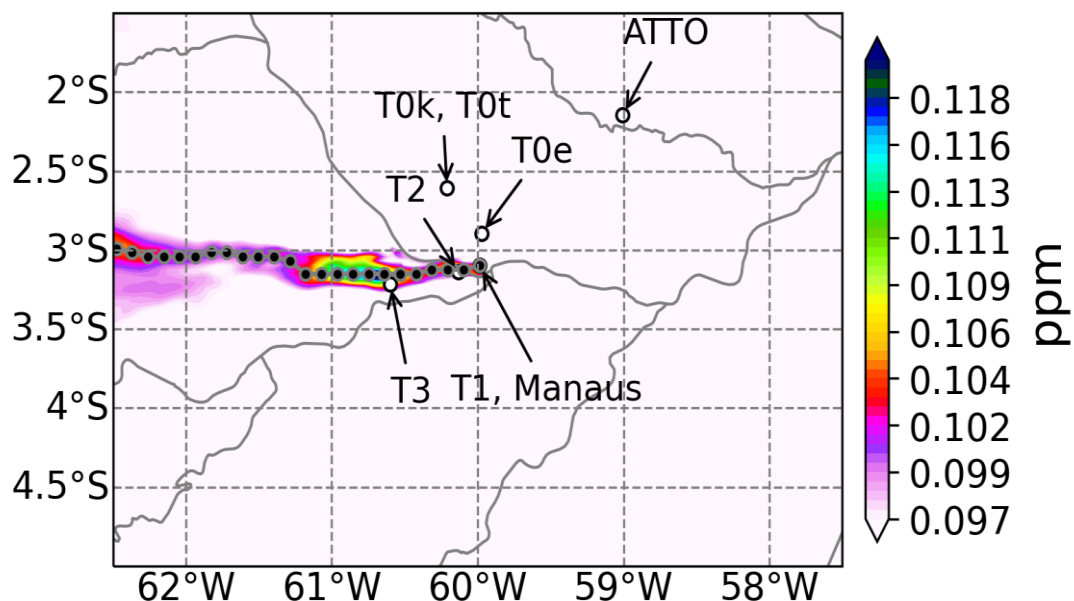 ATTO
T0k, T0t
T0e
T2
T3
T1, Manaus
2°S
2.5°S
3°S
3.5°S
4°S
4.5°S
62°W
61°W
60°W
59°W
58°W
0.118
0.116
0.113
0.111
0.109
0.106
0.104
0.102
0.099
0.097
ppm